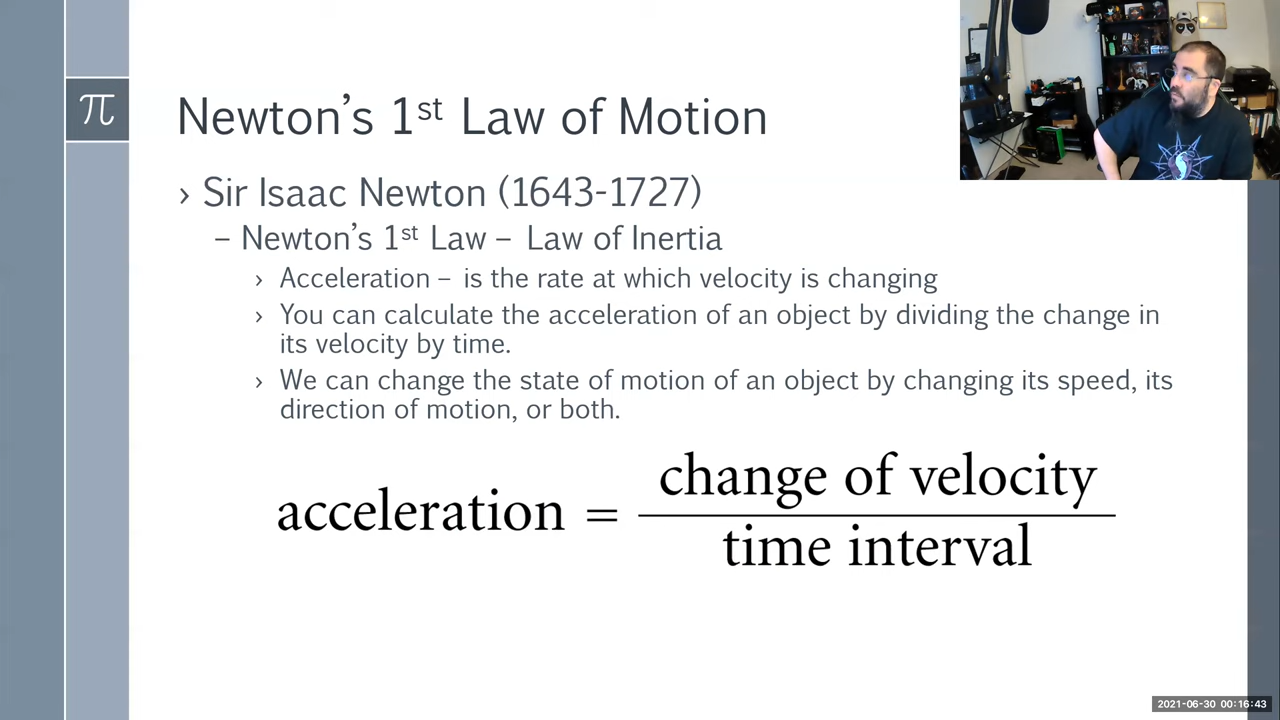 π
Newton’s 1st Law of Motion
› Sir Isaac Newton (1643-1727)
– Newton’s 1st Law – Law of Inertia
› Acceleration – is the rate at which velocity is changing
› You can calculate the acceleration of an object by dividing the change in
its velocity by time.
› We can change the state of motion of an object by changing its speed, its
direction of motion, or both.
acceleration = change of velocity
time interval
2021-06-30 00:16:43